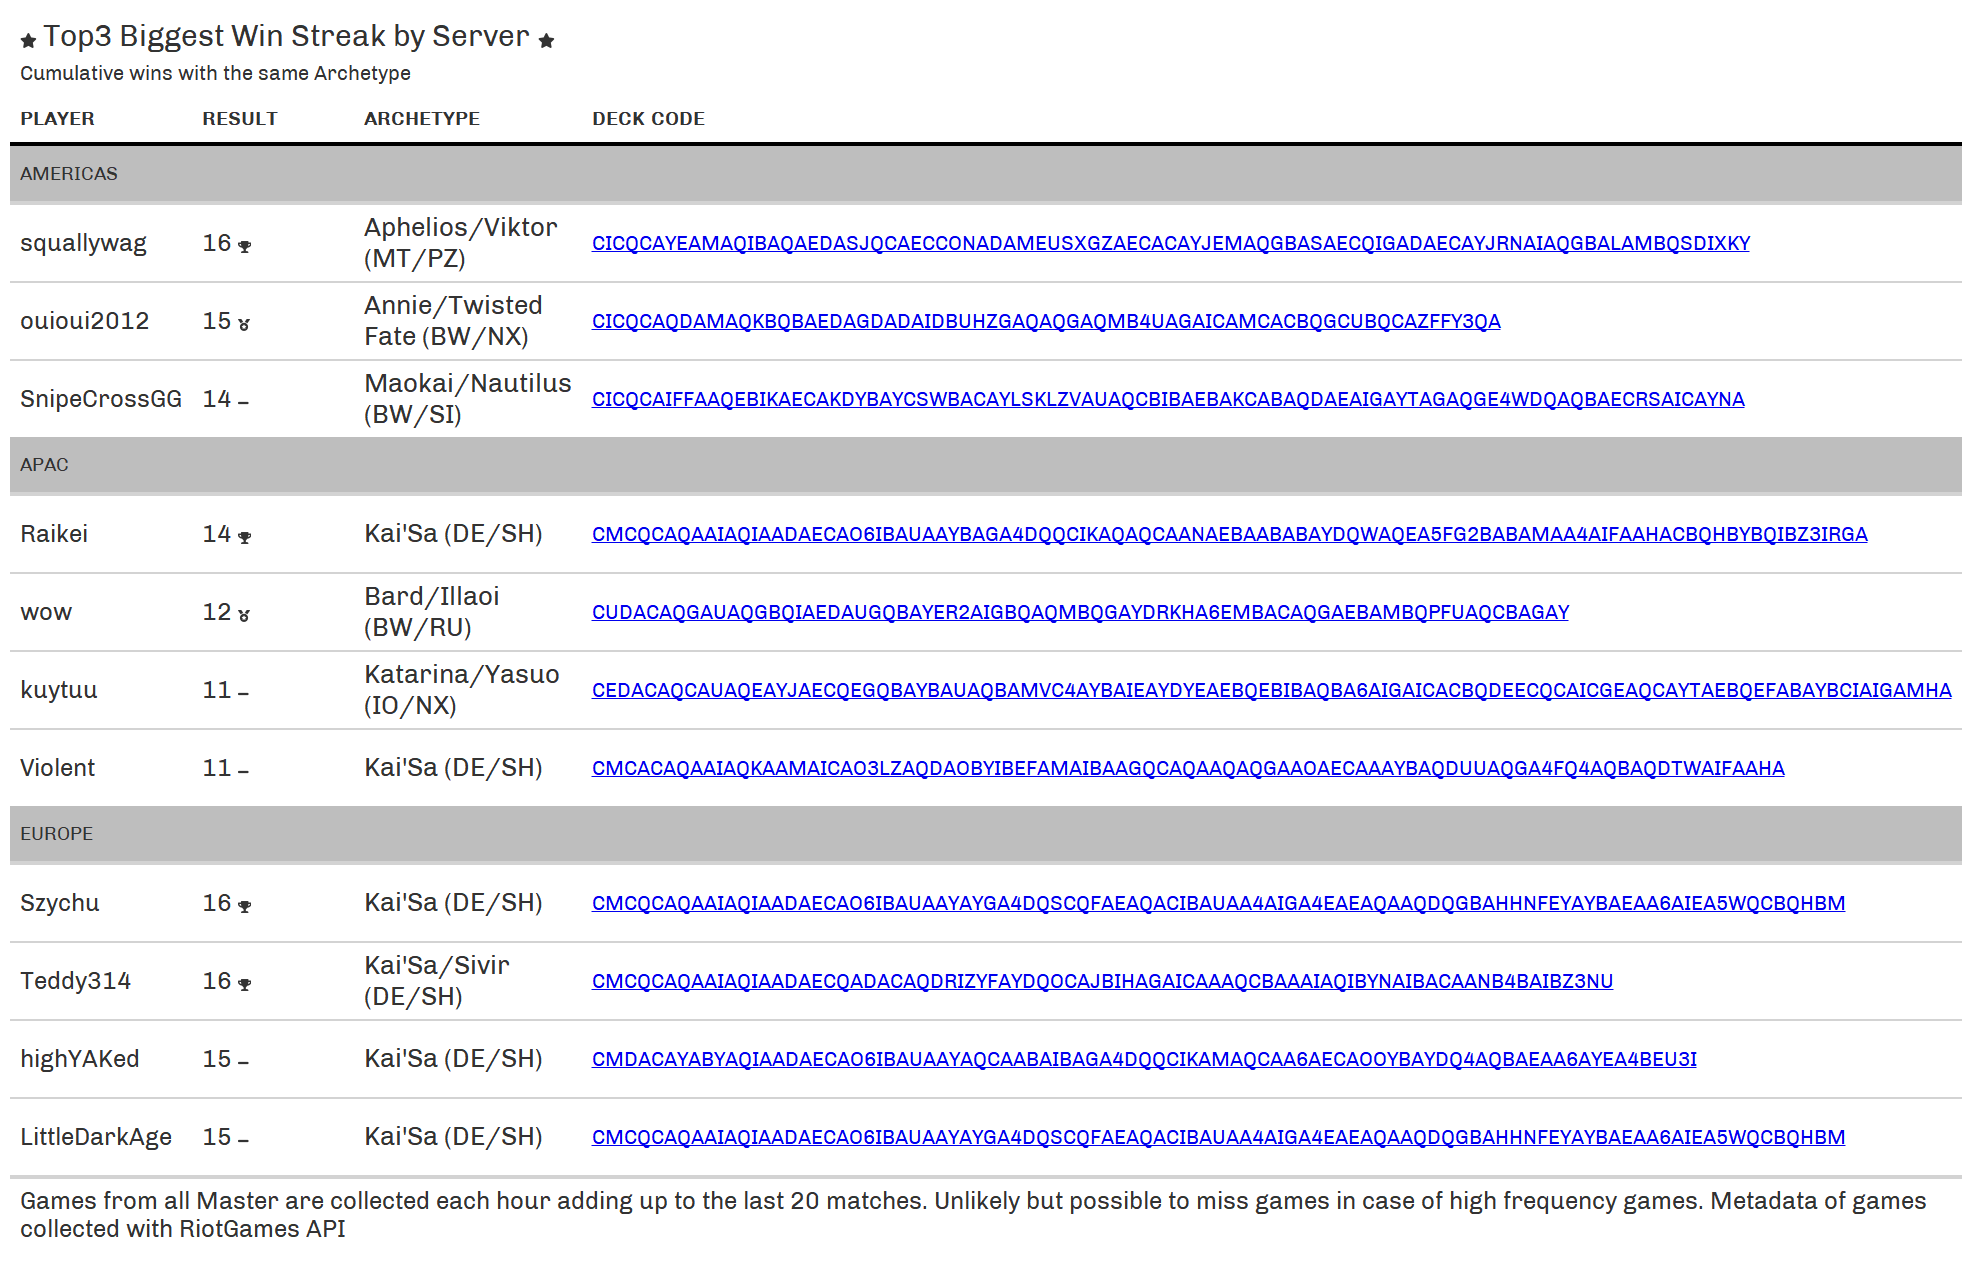 ★ Top3 Biggest Win Streak by Server ★
Cumulative wins with the same Archetype
PLAYER RESULT ARCHETYPE DECK CODE
AMERICAS
squallywag 16 Aphelios/Viktor (MT/PZ) CICQCAYEAMAQIBAQAEDASJQCAECCONADAMEUSXGZAECACAYJEMAQGBASAECQIGADAECAYJRNAIAQGBALAMBQSDIXKY
ouioui2012 15 Annie/Twisted Fate (BW/NX) CICQCAQDAMAQKBQBAEDAGDADAIDBUHZGAQAQGAQMB4UAGAICAMCACBQGCUBQCAZFFY3QA
SnipeCrossGG 14 – Maokai/Nautilus (BW/SI) CICQCAIFFAAQEBIKAECAKDYBAYCSWBACAYLSKLZVAUAQCBIBAEBAKCABAQDAEAIGAYTAGAQGE4WDQAQBAECRSAICAYNA
APAC
Raikei 14 Kai'Sa (DE/SH) CMCQCAQAAIAQIAADAECAO6IBAUAAYBAGA4DQQCIKAQAQCAANAEBAABABAYDQWAQEA5FG2BABAMAA4AIFAAHACBQHBYBQIBZ3IRGA
wow 12 Bard/Illaoi (BW/RU) CUDACAQGAUAQGBQIAEDAUGQBAYER2AIGBQAQMBQGAYDRKHA6EMBACAQGAEBAMBQPFUAQCBAGAY
kuytuu 11 – Katarina/Yasuo (IO/NX) CEDACAQCAUAQEAYJAECQEGQBAYBAUAQBAMVC4AYBAIEAYDYEAEBQEBIBAQBA6AIGAICACBQDEECQCAICGEAQCAYTAEBQEFABAYBCIAIGAMHA
Violent 11 – Kai'Sa (DE/SH) CMCACAQAAIAQKAAMAICAO3LZAQDAOBYIBEFAMAIBAAGQCAQAAQAQGAAOAECAAAYBAQDUUAQGA4FQ4AQBAQDTWAIFAAHA
EUROPE
Szychu 16 Kai'Sa (DE/SH) CMCQCAQAAIAQIAADAECAO6IBAUAAYAYGA4DQSCQFAEAQACIBAUAA4AIGA4EAEAQAAQDQGBAHHNFEYAYBAEAA6AIEA5WQCBQHBM
Teddy314 16 Kai'Sa/Sivir (DE/SH) CMCQCAQAAIAQIAADAECQADACAQDRIZYFAYDQOCAJBIHAGAICAAAQCBAAAIAQIBYNAIBACAANB4BAIBZ3NU
highYAKed 15 – Kai'Sa (DE/SH) CMDACAYABYAQIAADAECAO6IBAUAAYAQCAABAIBAGA4DQQCIKAMAQCAA6AECAOOYBAYDQ4AQBAEAA6AYEA4BEU3I
LittleDarkAge 15 – Kai'Sa (DE/SH) CMCQCAQAAIAQIAADAECAO6IBAUAAYAYGA4DQSCQFAEAQACIBAUAA4AIGA4EAEAQAAQDQGBAHHNFEYAYBAEAA6AIEA5WQCBQHBM
Games from all Master are collected each hour adding up to the last 20 matches. Unlikely but possible to miss games in case of high frequency games. Metadata of games
collected with RiotGames API